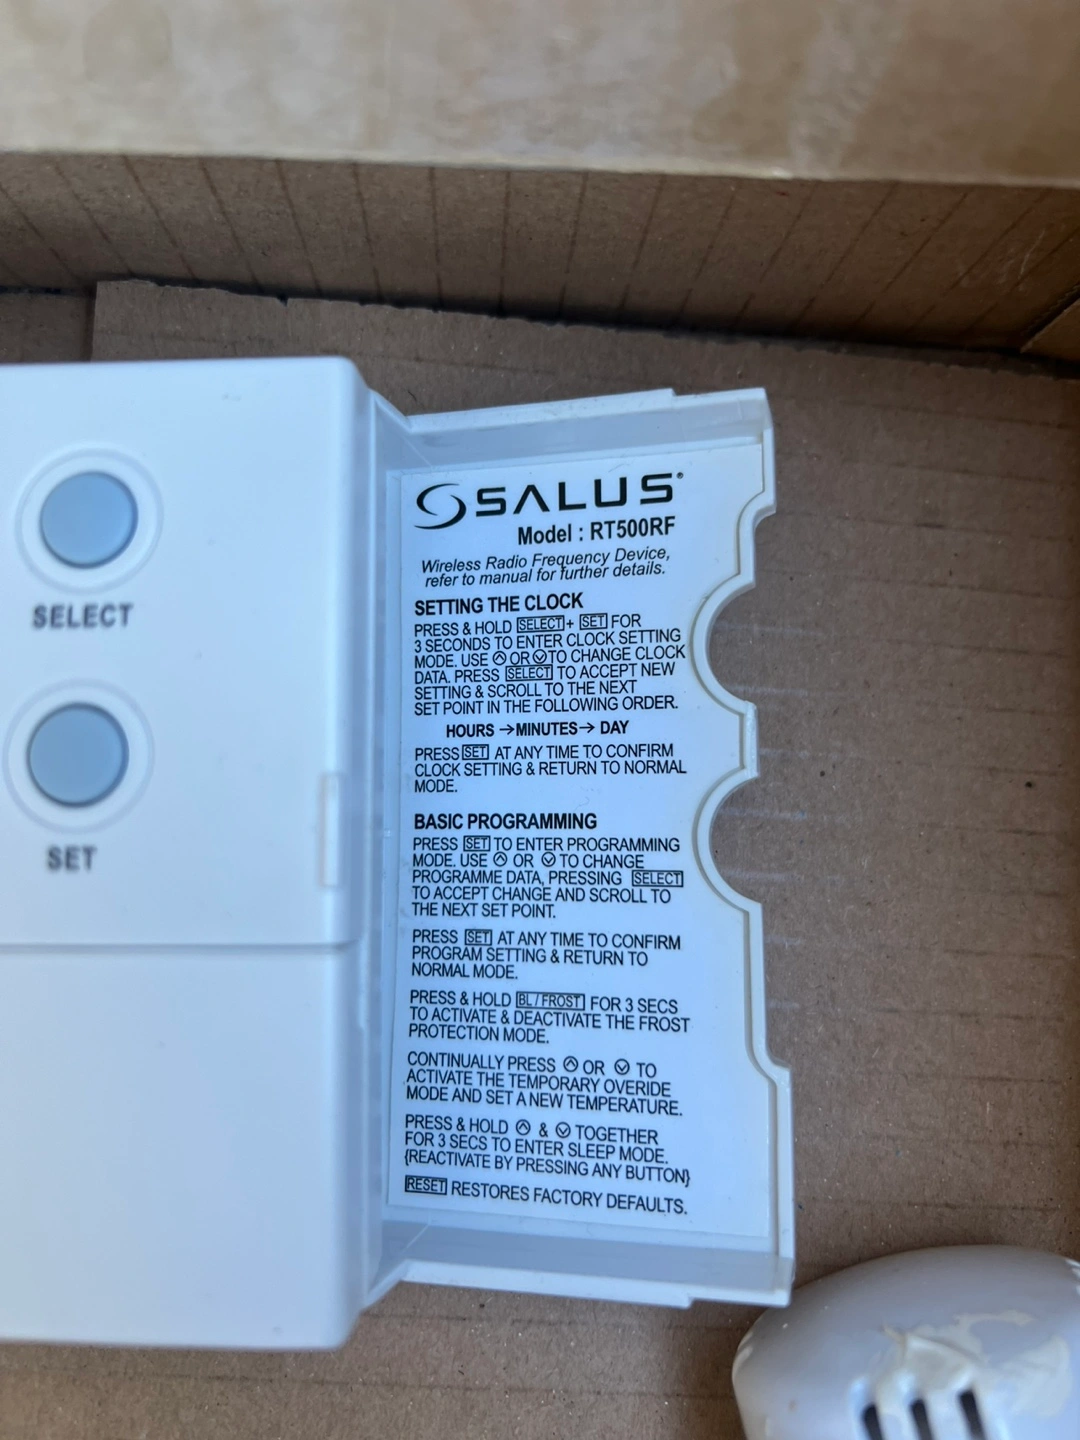 SELECT
SET
SALUS
Model : RT500RF
Wireless Radio Frequency Device,
refer to manual for further details.
SETTING THE CLOCK
PRESS & HOLD SELECT + SET FOR
3 SECONDS TO ENTER CLOCK SETTING
MODE. USE OR TO CHANGE CLOCK
DATA. PRESS SELECT TO ACCEPT NEW
SETTING & SCROLL TO THE NEXT
SET POINT IN THE FOLLOWING ORDER.
HOURS → MINUTES → DAY
PRESS SET AT ANY TIME TO CONFIRM
CLOCK SETTING & RETURN TO NORMAL
MODE.
BASIC PROGRAMMING
PRESS SET TO ENTER PROGRAMMING
MODE. USE OR TO CHANGE
PROGRAMME DATA, PRESSING SELECT
TO ACCEPT CHANGE AND SCROLL TO
THE NEXT SET POINT.
PRESS SET AT ANY TIME TO CONFIRM
PROGRAM SETTING & RETURN TO
NORMAL MODE.
PRESS & HOLD BL / FROST FOR 3 SECS
TO ACTIVATE & DEACTIVATE THE FROST
PROTECTION MODE.
CONTINUALLY PRESS OR TO
ACTIVATE THE TEMPORARY OVERIDE
MODE AND SET A NEW TEMPERATURE.
PRESS & HOLD & TOGETHER
FOR 3 SECS TO ENTER SLEEP MODE.
{REACTIVATE BY PRESSING ANY BUTTON}
RESET RESTORES FACTORY DEFAULTS.